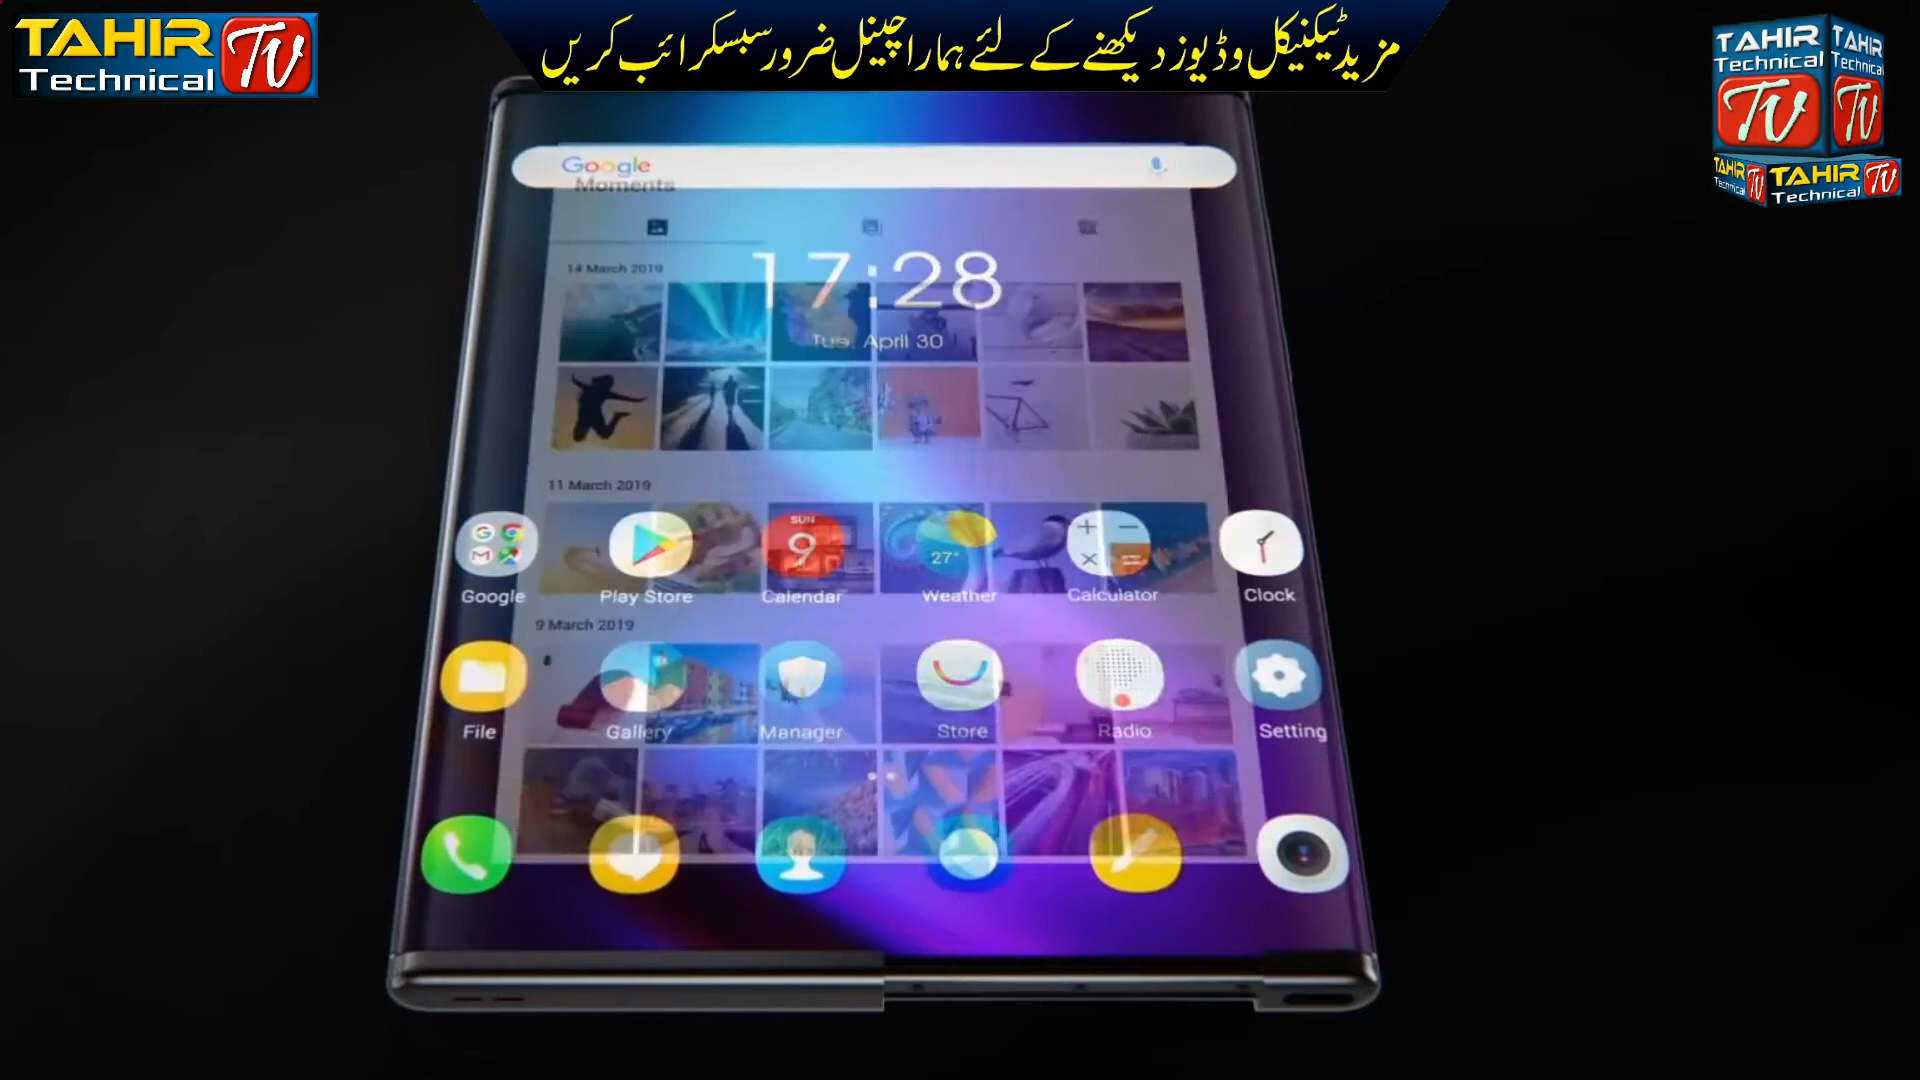 TAHIR
Technical TV
مزید ٹیکنیکل وڈیوز دیکھنے کے لئے ہمارا چینل ضرور سبسکرائب کریں
TAHIR
Technical
TV
TAHIR
Technical
TV
TAHIR
Technical TV
TAHIR
Technical TV
Google
Moments
14 March 2019
17:28
Tue, April 30
11 March 2019
SUN
9
27°
Google Play Store Calendar Weather Calculator Clock
9 March 2019
8
File Gallery Manager Store Radio Setting